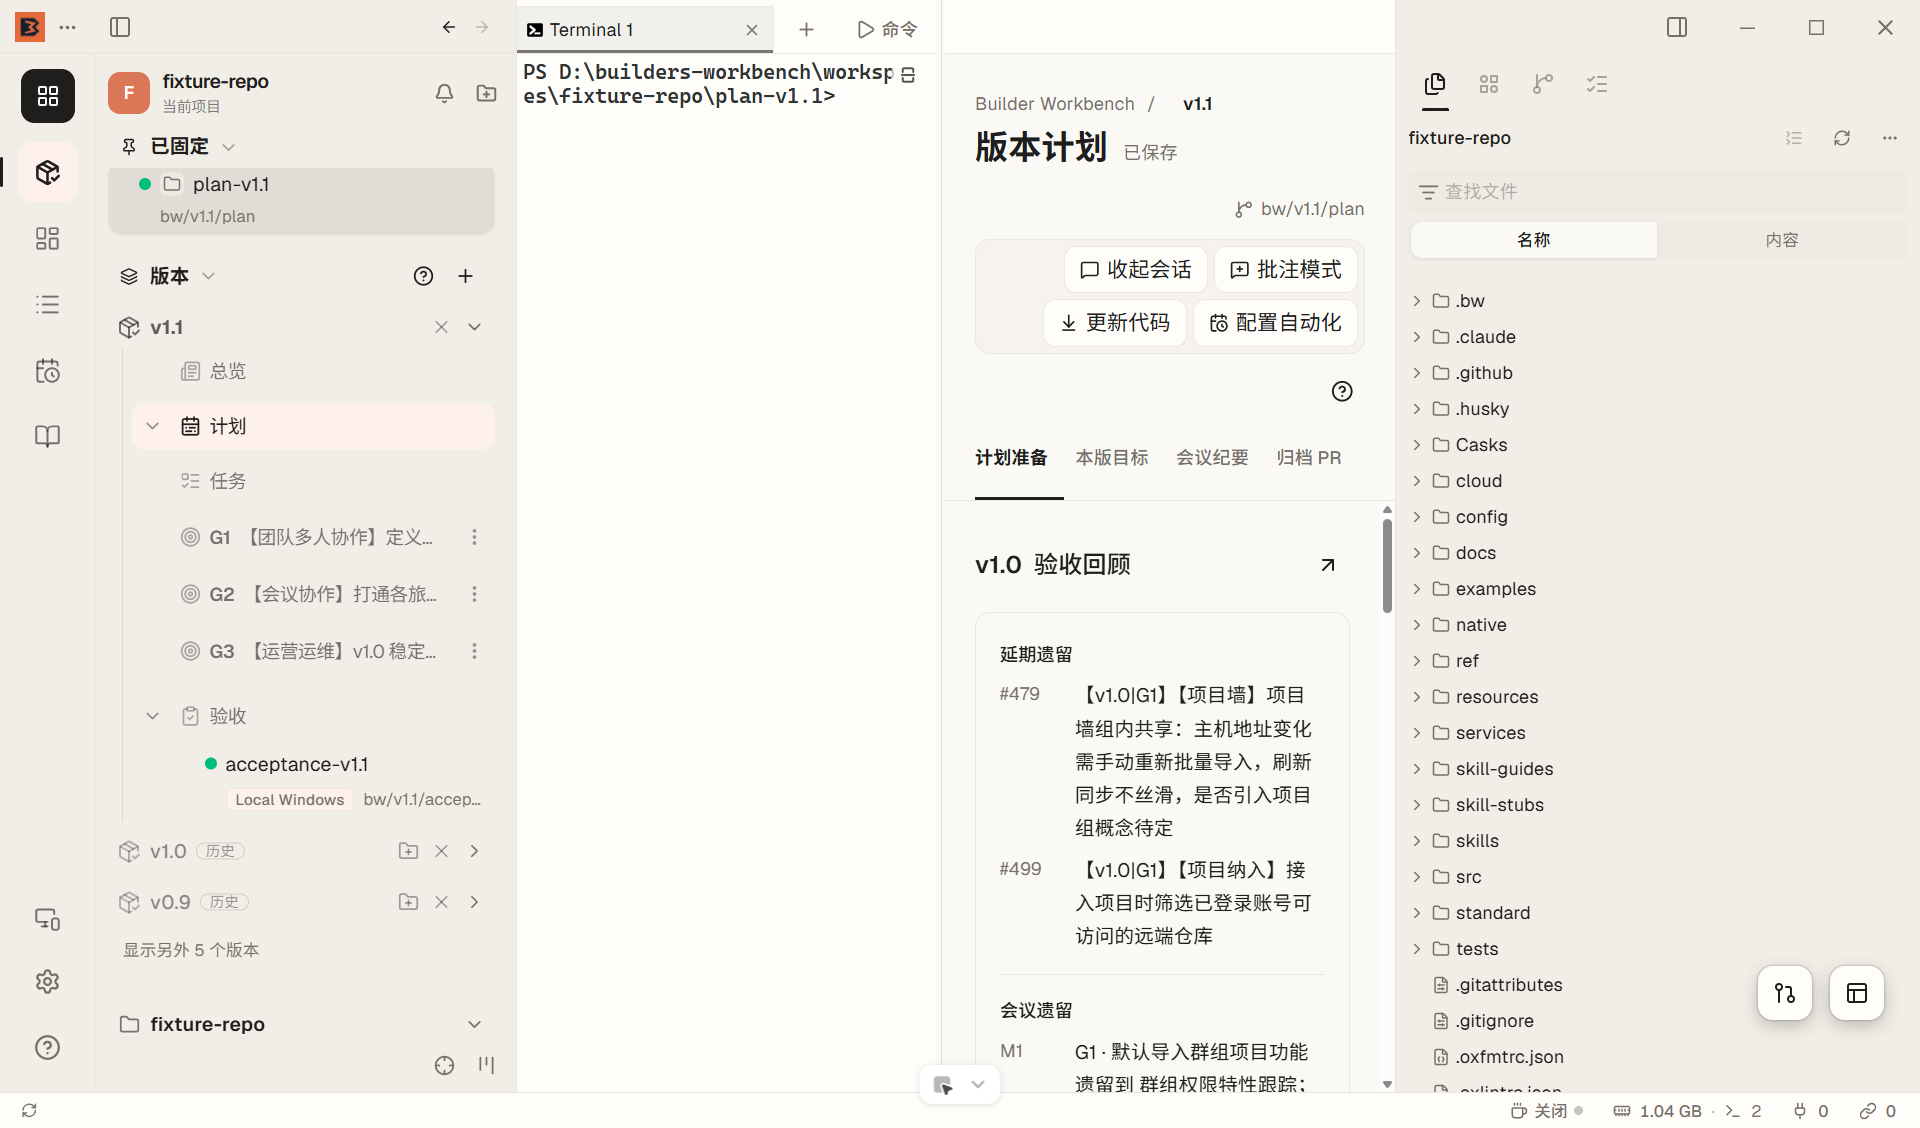 fixture-repo
当前项目
F
已固定
plan-v1.1
bw/v1.1/plan
版本
v1.1
总览
计划
任务
G1 【团队多人协作】定义...
G2 【会议协作】打通各旅...
G3 【运营运维】v1.0 稳定...
验收
acceptance-v1.1
Local Windows bw/v1.1/accep...
v1.0 历史
v0.9 历史
显示另外 5 个版本
fixture-repo
Terminal 1
命令
PS D:\builders-workbench\worksp
es\fixture-repo\plan-v1.1>
Builder Workbench / v1.1
版本计划 已保存
bw/v1.1/plan
收起会话 批注模式
更新代码 配置自动化
计划准备 本版目标 会议纪要 归档 PR
v1.0 验收回顾
延期遗留
#479 【v1.0|G1】【项目墙】项目
墙组内共享：主机地址变化
需手动重新批量导入，刷新
同步不丝滑，是否引入项目
组概念待定
#499 【v1.0|G1】【项目纳入】接
入项目时筛选已登录账号可
访问的远端仓库
会议遗留
M1 G1 · 默认导入群组项目功能
遗留到 群组权限特性跟踪；
fixture-repo
查找文件
名称 内容
.bw
.claude
.github
.husky
Casks
cloud
config
docs
examples
native
ref
resources
services
skill-guides
skill-stubs
skills
src
standard
tests
.gitattributes
.gitignore
.oxfmtrc.json
.oxlintrc.json
关闭 1.04 GB · 2 0 0